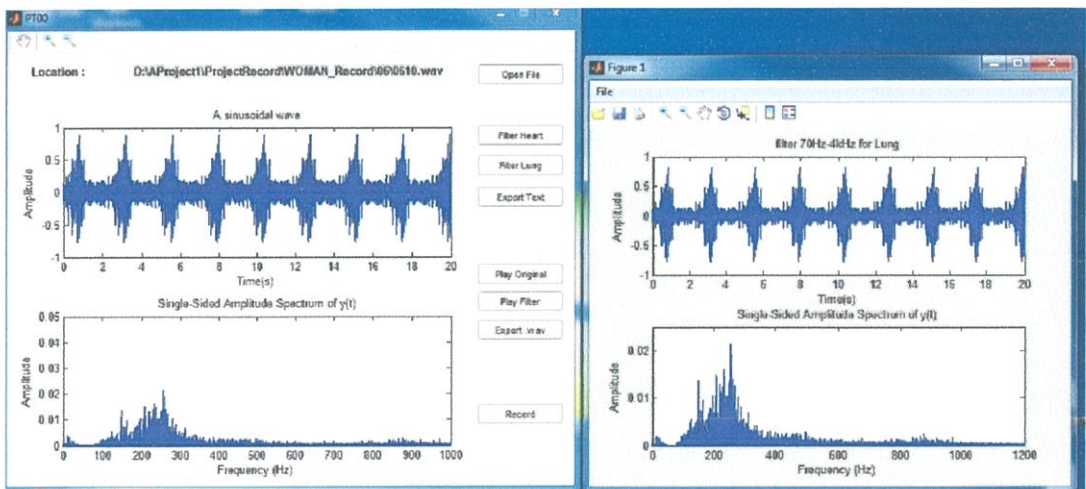 PT00
Location : D:\AProject1\ProjectRecord\WOMAN_Record\06\0610.wav
Open File
A sinusoidal wave
Amplitude
1
0.5
0
-0.5
-1
0 2 4 6 8 10 12 14 16 18 20
Time(s)
Filter Heart
Filter Lung
Export Text
Play Original
Play Filter
Export .wav
Record
Single-Sided Amplitude Spectrum of y(t)
Amplitude
0.05
0.04
0.03
0.02
0.01
0
0 100 200 300 400 500 600 700 800 900 1000
Frequency (Hz)
Figure 1
File
filter 70Hz-4kHz for Lung
Amplitude
1
0.5
0
-0.5
-1
0 2 4 6 8 10 12 14 16 18 20
Time(s)
Single-Sided Amplitude Spectrum of y(t)
Amplitude
0.02
0.01
0
0 200 400 600 800 1000 1200
Frequency (Hz)